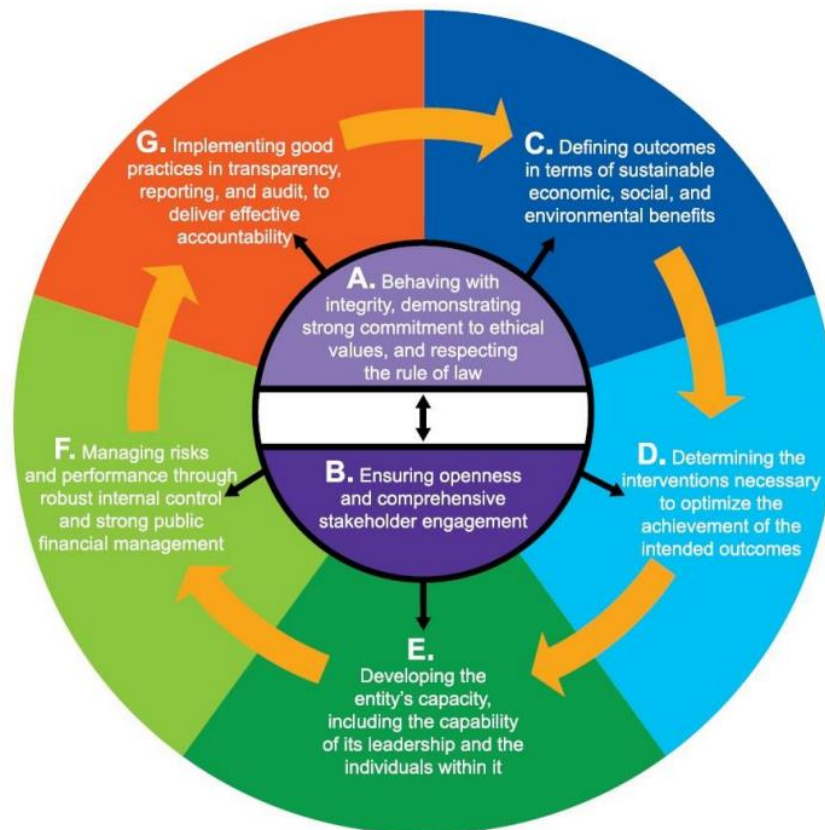 A. Behaving with
integrity, demonstrating
strong commitment to ethical
values, and respecting
the rule of law
B. Ensuring openness
and comprehensive
stakeholder engagement
C. Defining outcomes
in terms of sustainable
economic, social, and
environmental benefits
D. Determining the
interventions necessary
to optimize the
achievement of the
intended outcomes
E.
Developing the
entity's capacity,
including the capability
of its leadership and the
individuals within it
F. Managing risks
and performance through
robust internal control
and strong public
financial management
G. Implementing good
practices in transparency,
reporting, and audit, to
deliver effective
accountability